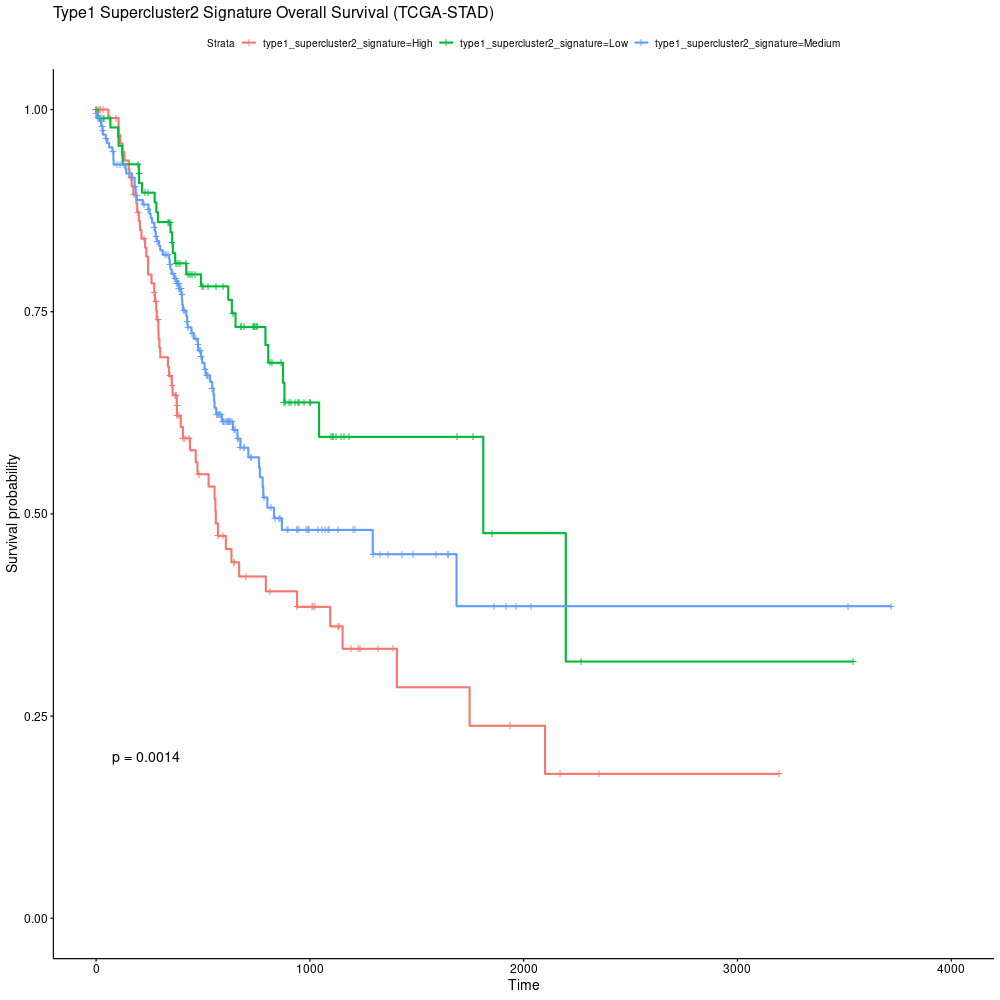 Type1 Supercluster2 Signature Overall Survival (TCGA-STAD)
Strata type1_supercluster2_signature=High type1_supercluster2_signature=Low type1_supercluster2_signature=Medium
Survival probability
1.00
0.75
0.50
0.25
0.00
p = 0.0014
0 1000 2000 3000 4000
Time